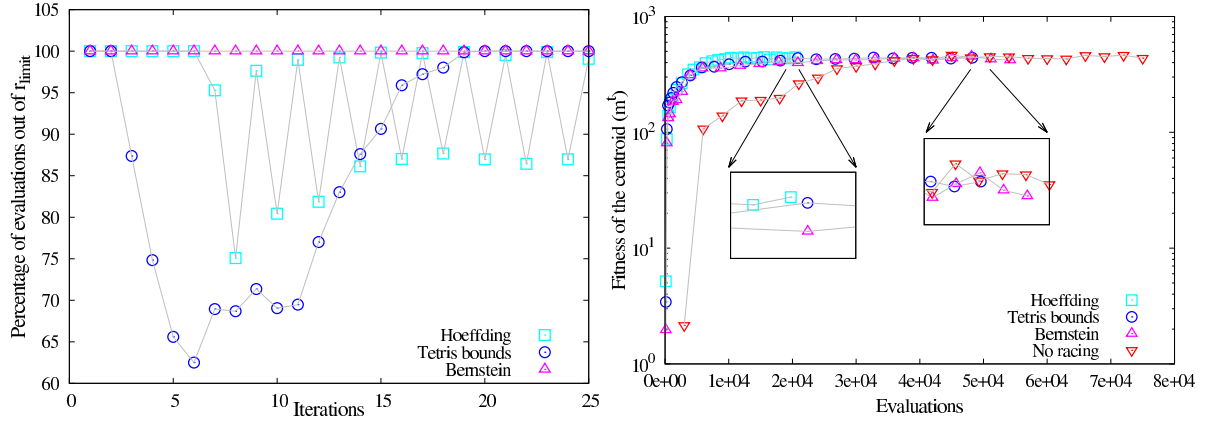 Percentage of evaluations out of r_limit
105
100
95
90
85
80
75
70
65
60
0
5
10
15
20
25
Iterations
Hoeffding
Tetris bounds
Bernstein
Fitness of the centroid (m^t)
10^3
10^2
10^1
10^0
0e+00
1e+04
2e+04
3e+04
4e+04
5e+04
6e+04
7e+04
8e+04
Evaluations
Hoeffding
Tetris bounds
Bernstein
No racing